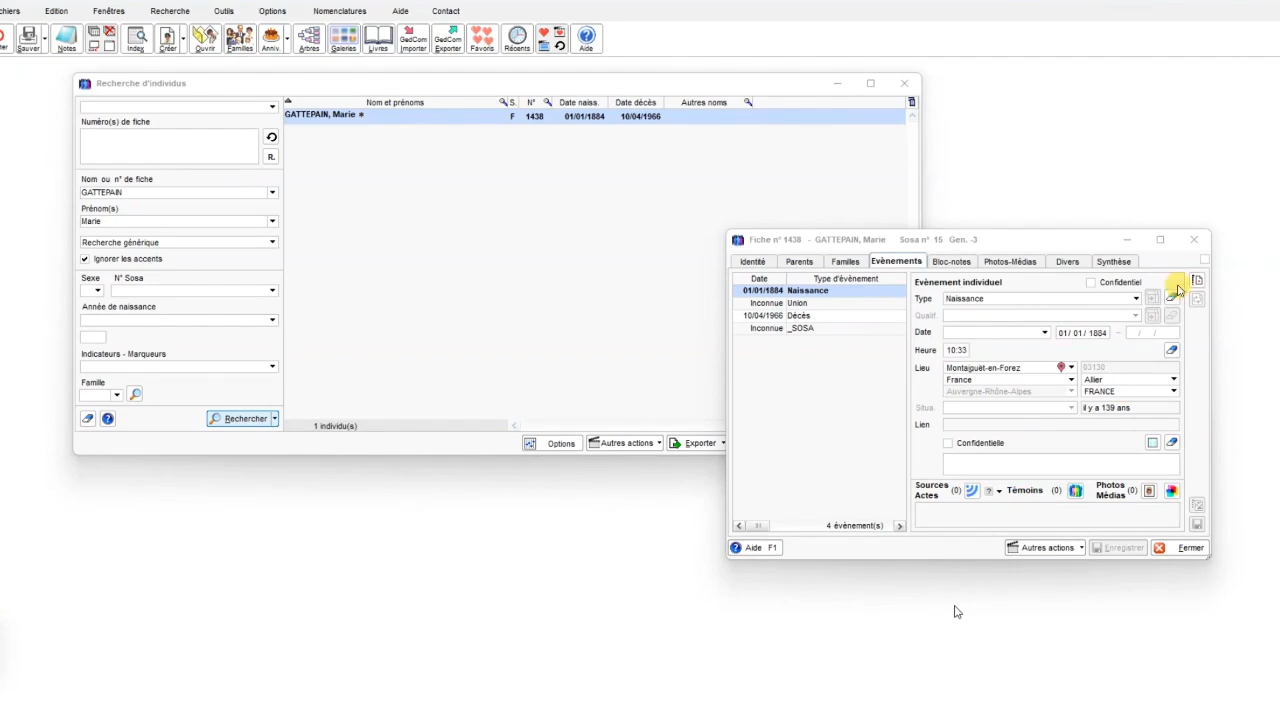 chiers Edition Fenêtres Recherche Outils Options Nomenclatures Aide Contact
Sauver Notes Index Créer Ouvrir Familles Anniv. Arbres Galeries Livres GedCom Importer GedCom Exporter Favoris Récents Aide
Recherche d'individus
Numéro(s) de fiche
R.
Nom ou n° de fiche
GATTEPAIN
Prénom(s)
Marie
Recherche générique
Ignorer les accents
Sexe N° Sosa
Année de naissance
Indicateurs - Marqueurs
Famille
Rechercher
Nom et prénoms S. N° Date naiss. Date décès Autres noms
GATTEPAIN, Marie * F 1438 01/01/1884 10/04/1966
1 individu(s)
Options Autres actions Exporter
Fiche n° 1438 - GATTEPAIN, Marie Sosa n° 15 Gen. -3
Identité Parents Familles Evènements Bloc-notes Photos-Médias Divers Synthèse
Date Type d'évènement
01/01/1884 Naissance
Inconnue Union
10/04/1966 Décès
Inconnue _SOSA
4 évènement(s)
Evènement individuel Confidentiel
Type Naissance
Qualif.
Date 01/ 01/ 1884 – / /
Heure 10:33
Lieu Montaiguët-en-Forez 03130
France Allier
Auvergne-Rhône-Alpes FRANCE
Situa. il y a 139 ans
Lien
Confidentielle
Sources Actes (0) ? Témoins (0) Photos Médias (0)
Aide F1 Autres actions Enregistrer Fermer